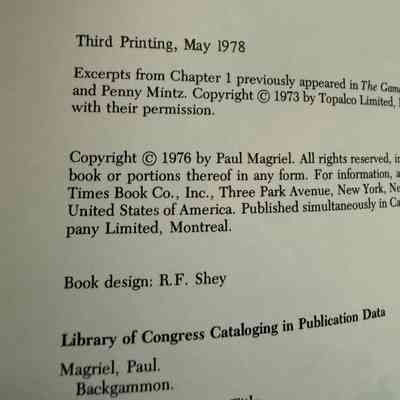 Third Printing, May 1978
Excerpts from Chapter 1 previously appeared in The Gam
and Penny Mintz. Copyright © 1973 by Topalco Limited,
with their permission.
Copyright © 1976 by Paul Magriel. All rights reserved, in
book or portions thereof in any form. For information, a
Times Book Co., Inc., Three Park Avenue, New York, Ne
United States of America. Published simultaneously in Ca
pany Limited, Montreal.
Book design: R.F. Shey
Library of Congress Cataloging in Publication Data
Magriel, Paul.
Backgammon.